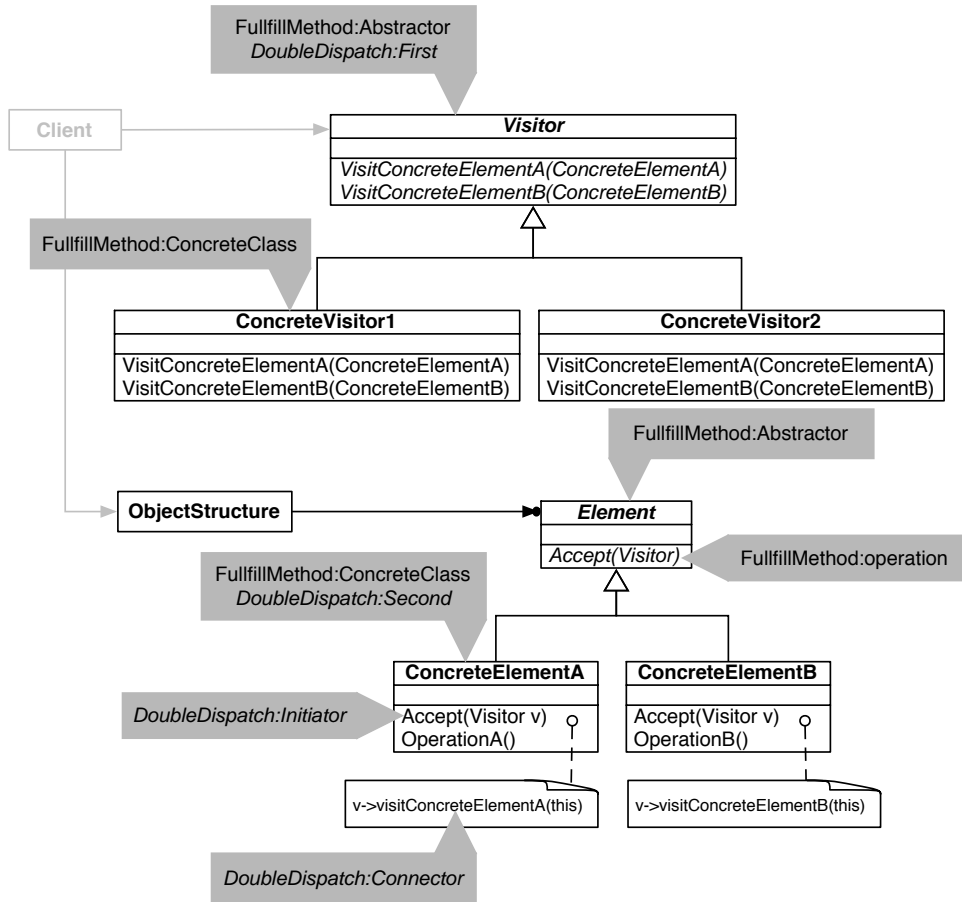 FullfillMethod:Abstractor
DoubleDispatch:First
Client
Visitor
VisitConcreteElementA(ConcreteElementA)
VisitConcreteElementB(ConcreteElementB)
FullfillMethod:ConcreteClass
ConcreteVisitor1
VisitConcreteElementA(ConcreteElementA)
VisitConcreteElementB(ConcreteElementB)
ConcreteVisitor2
VisitConcreteElementA(ConcreteElementA)
VisitConcreteElementB(ConcreteElementB)
FullfillMethod:Abstractor
ObjectStructure
Element
Accept(Visitor)
FullfillMethod:operation
FullfillMethod:ConcreteClass
DoubleDispatch:Second
ConcreteElementA
Accept(Visitor v)
OperationA()
ConcreteElementB
Accept(Visitor v)
OperationB()
DoubleDispatch:Initiator
v->visitConcreteElementA(this)
v->visitConcreteElementB(this)
DoubleDispatch:Connector